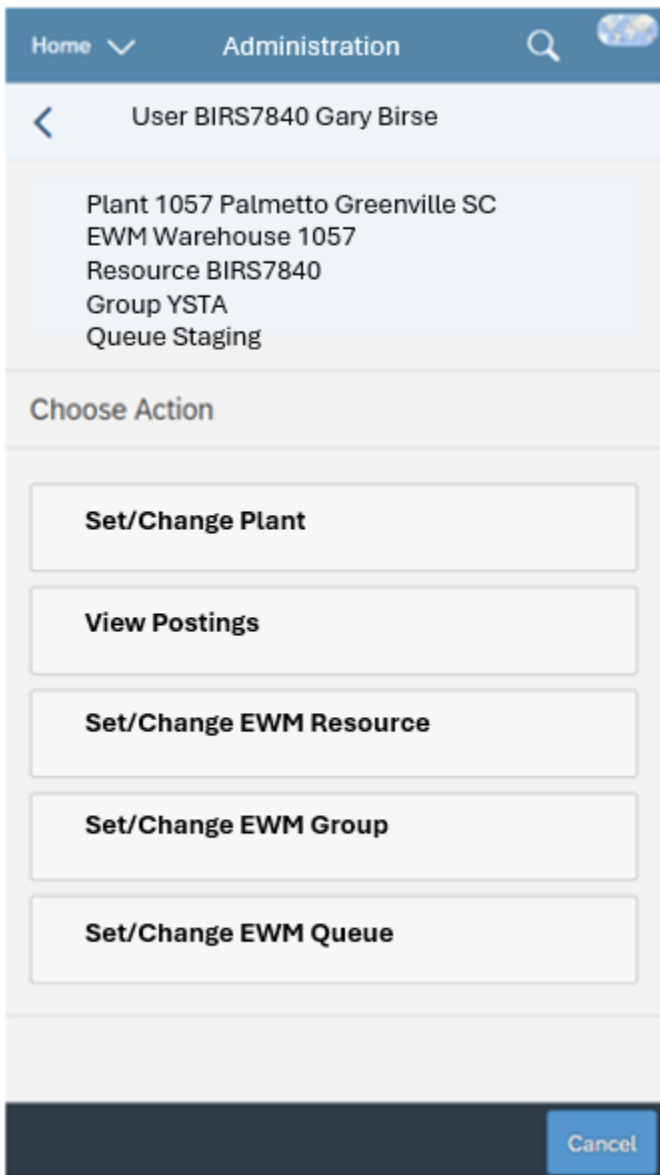 Home Administration
User BIRS7840 Gary Birse
Plant 1057 Palmetto Greenville SC
EWM Warehouse 1057
Resource BIRS7840
Group YSTA
Queue Staging
Choose Action
Set/Change Plant
View Postings
Set/Change EWM Resource
Set/Change EWM Group
Set/Change EWM Queue
Cancel